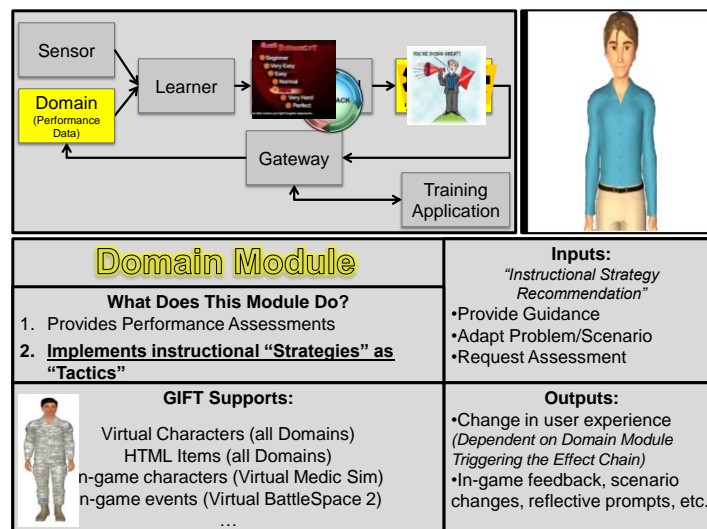 Sensor
Domain
(Performance
Data)
Learner
Beginner
Very Easy
Easy
Normal
Very Hard
Perfect
ACK
YOU'RE DOING GREAT!
Gateway
Training
Application
Domain Module
What Does This Module Do?
1. Provides Performance Assessments
2. Implements instructional “Strategies” as
“Tactics”
Inputs:
“Instructional Strategy
Recommendation”
•Provide Guidance
•Adapt Problem/Scenario
•Request Assessment
GIFT Supports:
Virtual Characters (all Domains)
HTML Items (all Domains)
n-game characters (Virtual Medic Sim)
n-game events (Virtual BattleSpace 2)
…
Outputs:
•Change in user experience
(Dependent on Domain Module
Triggering the Effect Chain)
•In-game feedback, scenario
changes, reflective prompts, etc.